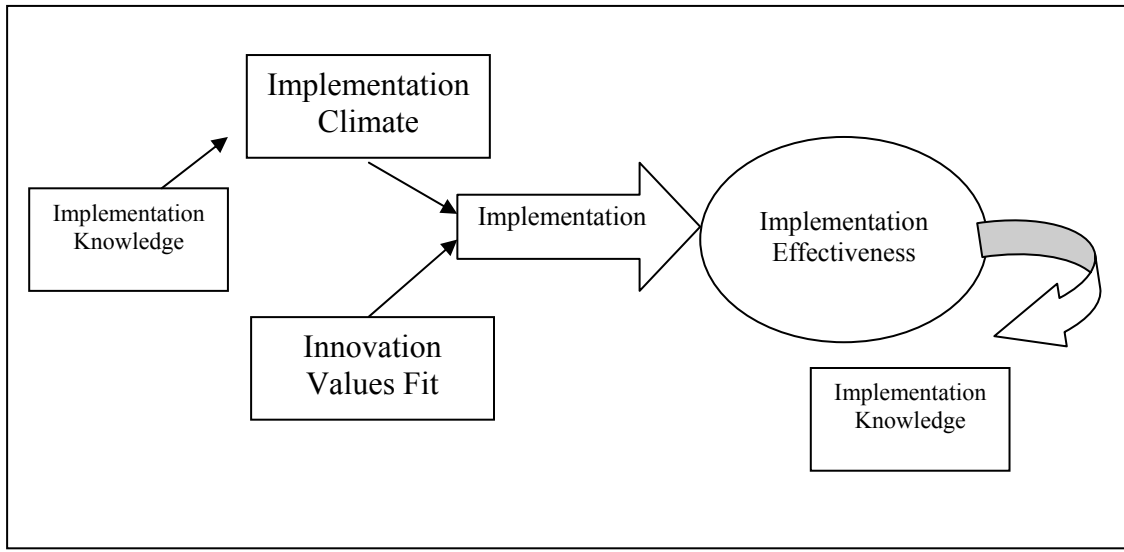 Implementation
Climate
Implementation
Knowledge
Implementation
Implementation
Effectiveness
Innovation
Values Fit
Implementation
Knowledge